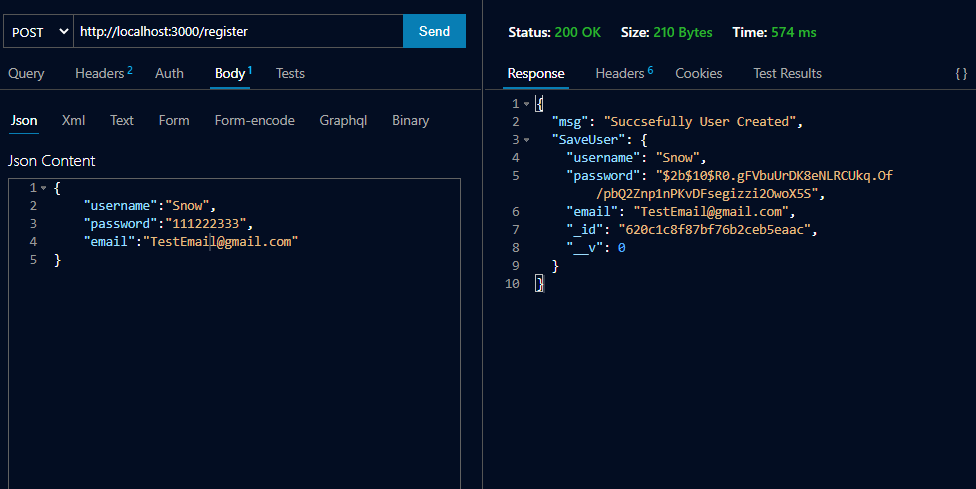 POST http://localhost:3000/register Send
Query Headers 2 Auth Body 1 Tests
Json Xml Text Form Form-encode Graphql Binary
Json Content
1 {
2 "username":"Snow",
3 "password":"111222333",
4 "email":"TestEmail@gmail.com"
5 }
Status: 200 OK Size: 210 Bytes Time: 574 ms
Response Headers 6 Cookies Test Results { }
1 {
2 "msg": "Succsefully User Created",
3 "SaveUser": {
4 "username": "Snow",
5 "password": "$2b$10$R0.gFVbuUrDK8eNLRCUkq.Of
/pbQ2Znp1nPKvDFsegizzi2OwoX5S",
6 "email": "TestEmail@gmail.com",
7 "_id": "620c1c8f87bf76b2ceb5eaac",
8 "__v": 0
9 }
10 }